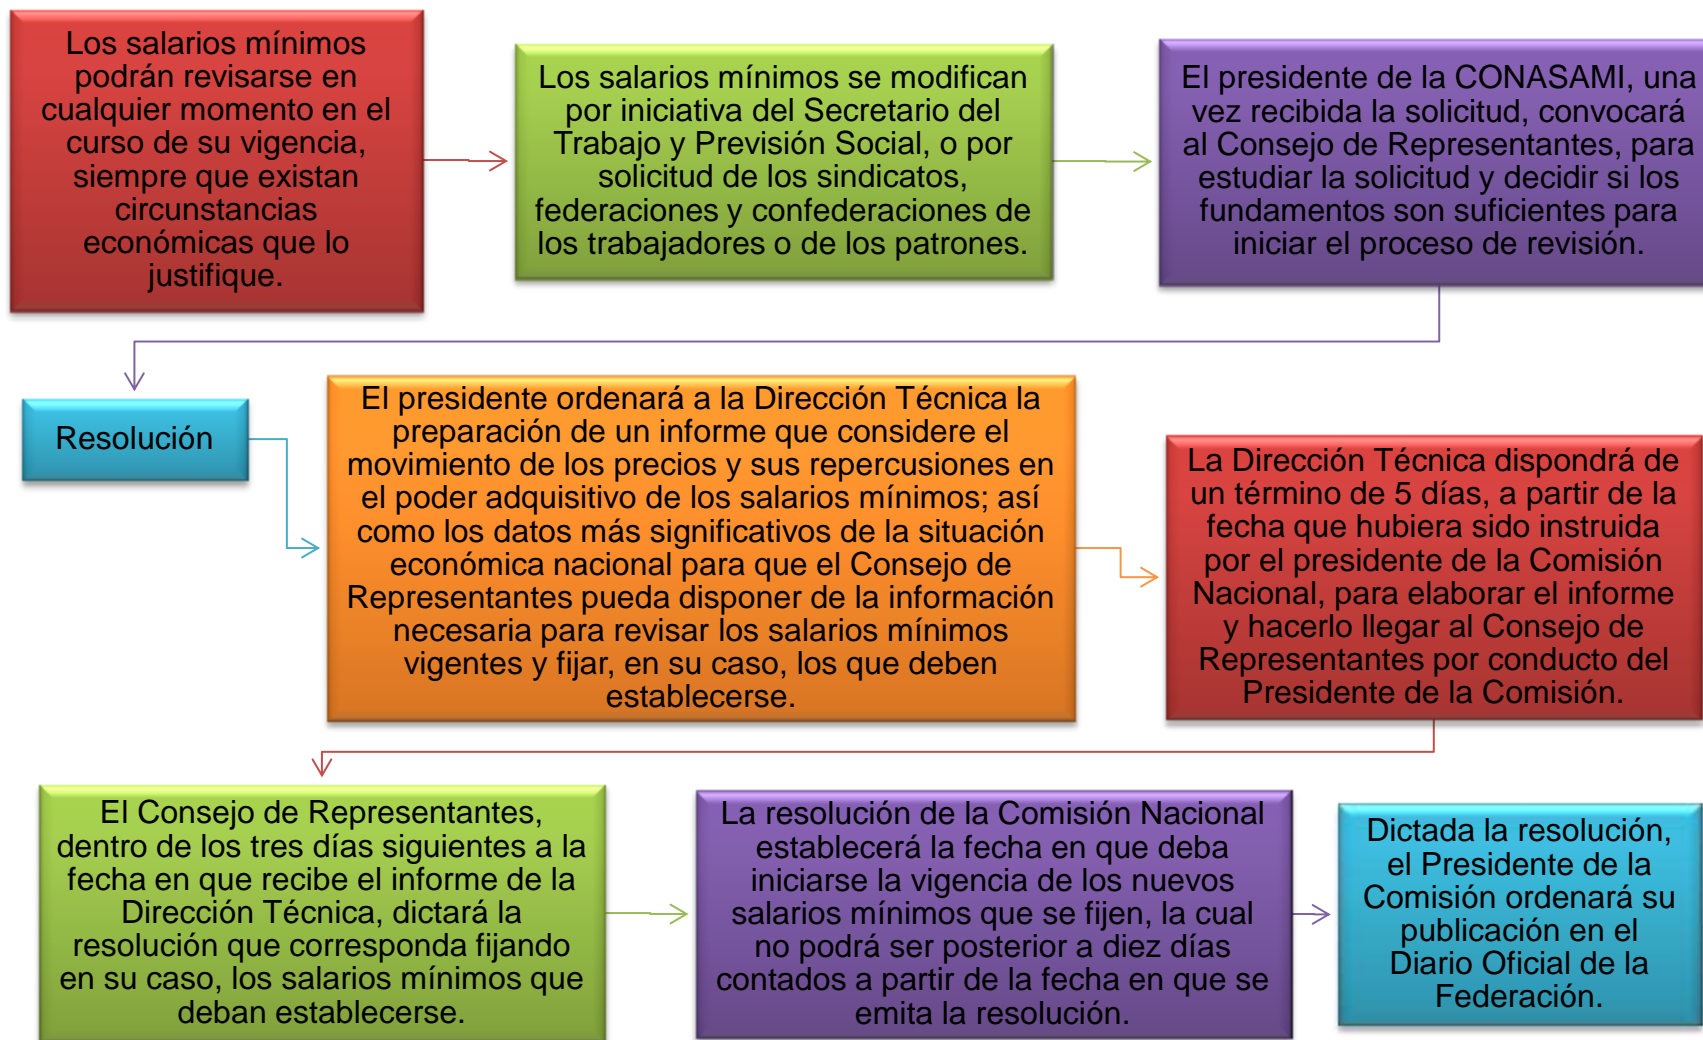 Los salarios mínimos
podrán revisarse en
cualquier momento en el
curso de su vigencia,
siempre que existan
circunstancias
económicas que lo
justifique.
Los salarios mínimos se modifican
por iniciativa del Secretario del
Trabajo y Previsión Social, o por
solicitud de los sindicatos,
federaciones y confederaciones de
los trabajadores o de los patrones.
El presidente de la CONASAMI, una
vez recibida la solicitud, convocará
al Consejo de Representantes, para
estudiar la solicitud y decidir si los
fundamentos son suficientes para
iniciar el proceso de revisión.
Resolución
El presidente ordenará a la Dirección Técnica la
preparación de un informe que considere el
movimiento de los precios y sus repercusiones en
el poder adquisitivo de los salarios mínimos; así
como los datos más significativos de la situación
económica nacional para que el Consejo de
Representantes pueda disponer de la información
necesaria para revisar los salarios mínimos
vigentes y fijar, en su caso, los que deben
establecerse.
La Dirección Técnica dispondrá de
un término de 5 días, a partir de la
fecha que hubiera sido instruida
por el presidente de la Comisión
Nacional, para elaborar el informe
y hacerlo llegar al Consejo de
Representantes por conducto del
Presidente de la Comisión.
El Consejo de Representantes,
dentro de los tres días siguientes a la
fecha en que recibe el informe de la
Dirección Técnica, dictará la
resolución que corresponda fijando
en su caso, los salarios mínimos que
deban establecerse.
La resolución de la Comisión Nacional
establecerá la fecha en que deba
iniciarse la vigencia de los nuevos
salarios mínimos que se fijen, la cual
no podrá ser posterior a diez días
contados a partir de la fecha en que se
emita la resolución.
Dictada la resolución,
el Presidente de la
Comisión ordenará su
publicación en el
Diario Oficial de la
Federación.